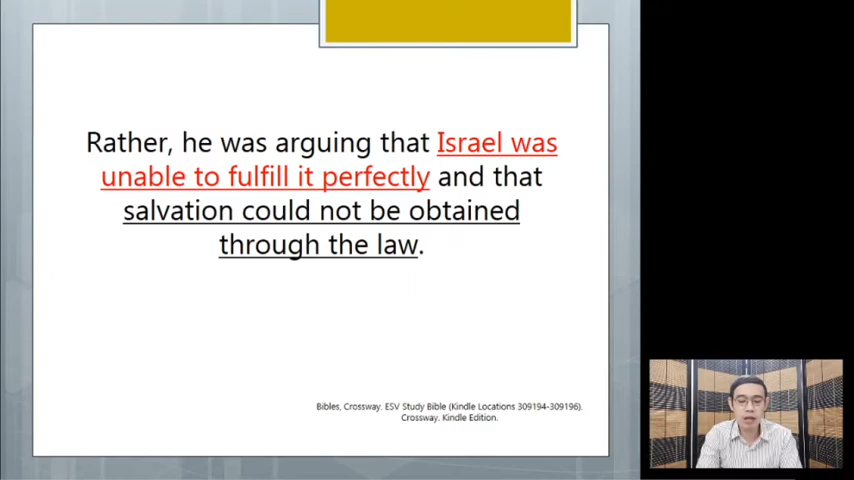 Rather, he was arguing that Israel was
unable to fulfill it perfectly and that
salvation could not be obtained
through the law.
Bibles, Crossway. ESV Study Bible (Kindle Locations 309194-309196).
Crossway. Kindle Edition.